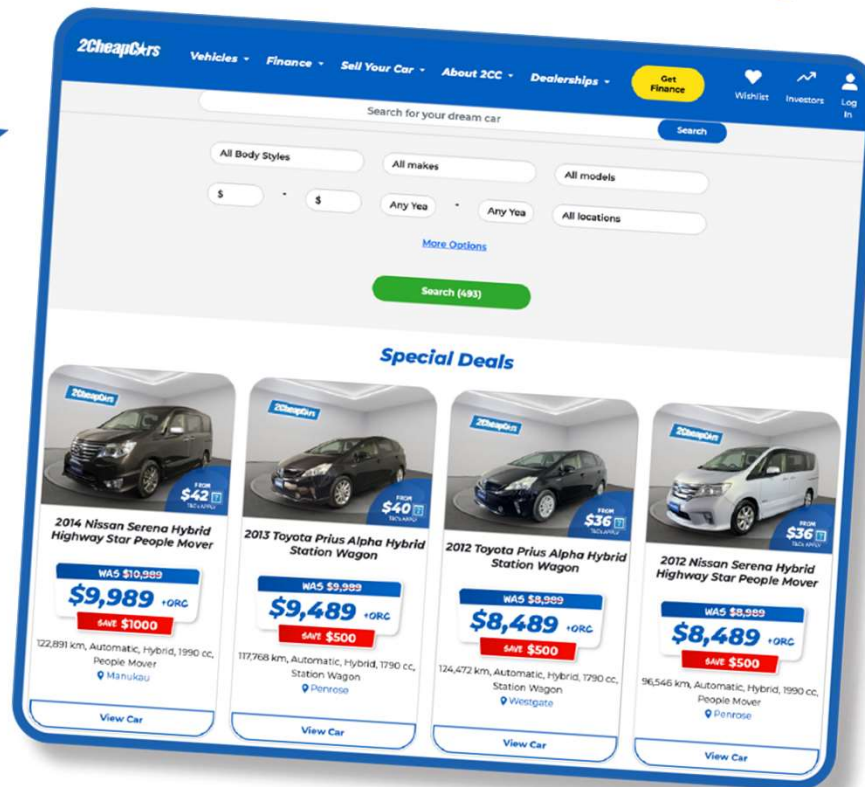 2CheapCars
Vehicles Finance Sell Your Car About 2CC Dealerships
Get
Finance
Wishlist
Investors
Log
In
Search for your dream car
Search
All Body Styles
All makes
All models
$ - $
Any Yea - Any Yea
All locations
More Options
Search (493)
Special Deals
2CheapCars
FROM
$42 ?
T&C's APPLY
2014 Nissan Serena Hybrid
Highway Star People Mover
WAS $10,989
$9,989 +ORC
SAVE $1000
122,891 km, Automatic, Hybrid, 1990 cc,
People Mover
Manukau
View Car
2CheapCars
FROM
$40 ?
T&C's APPLY
2013 Toyota Prius Alpha Hybrid
Station Wagon
WAS $9,989
$9,489 +ORC
SAVE $500
117,768 km, Automatic, Hybrid, 1790 cc,
Station Wagon
Penrose
View Car
2CheapCars
FROM
$36 ?
T&C's APPLY
2012 Toyota Prius Alpha Hybrid
Station Wagon
WAS $8,989
$8,489 +ORC
SAVE $500
124,472 km, Automatic, Hybrid, 1790 cc,
Station Wagon
Westgate
View Car
2CheapCars
FROM
$36 ?
T&C's APPLY
2012 Nissan Serena Hybrid
Highway Star People Mover
WAS $8,989
$8,489 +ORC
SAVE $500
96,546 km, Automatic, Hybrid, 1990 cc,
People Mover
Penrose
View Car